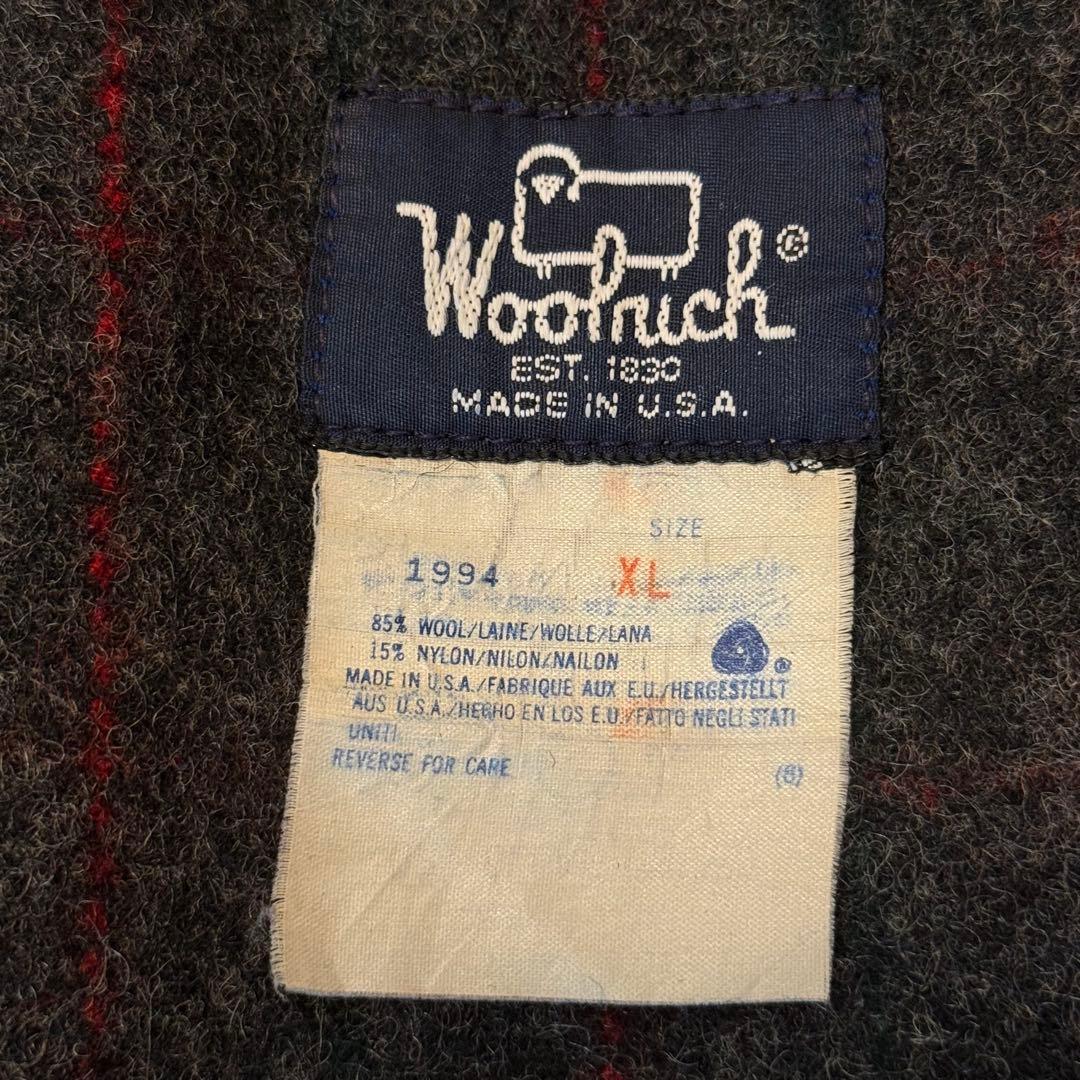 Woolrich®
EST. 1830
MADE IN U.S.A.
SIZE
1994 XL
85% WOOL/LAINE/WOLLE/LANA
15% NYLON/NILON/NAILON
®
MADE IN U.S.A./FABRIQUE AUX E.U./HERGESTELLT
AUS U.S.A./HECHO EN LOS E.U./FATTO NEGLI STATI
UNITI
REVERSE FOR CARE